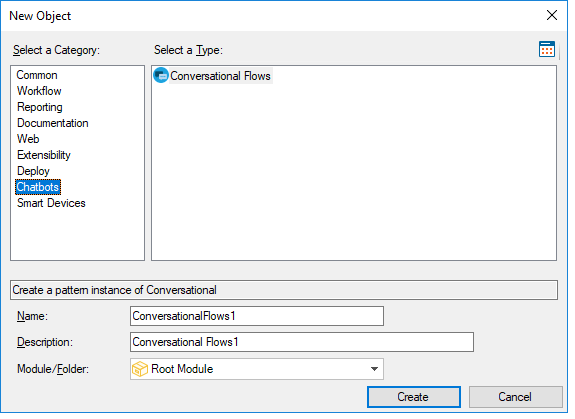 New Object
Select a Category:
Select a Type:
Common
Workflow
Reporting
Documentation
Web
Extensibility
Deploy
Chatbots
Smart Devices
Conversational Flows
Create a pattern instance of Conversational
Name:
ConversationalFlows1
Description:
Conversational Flows1
Module/Folder:
Root Module
Create
Cancel